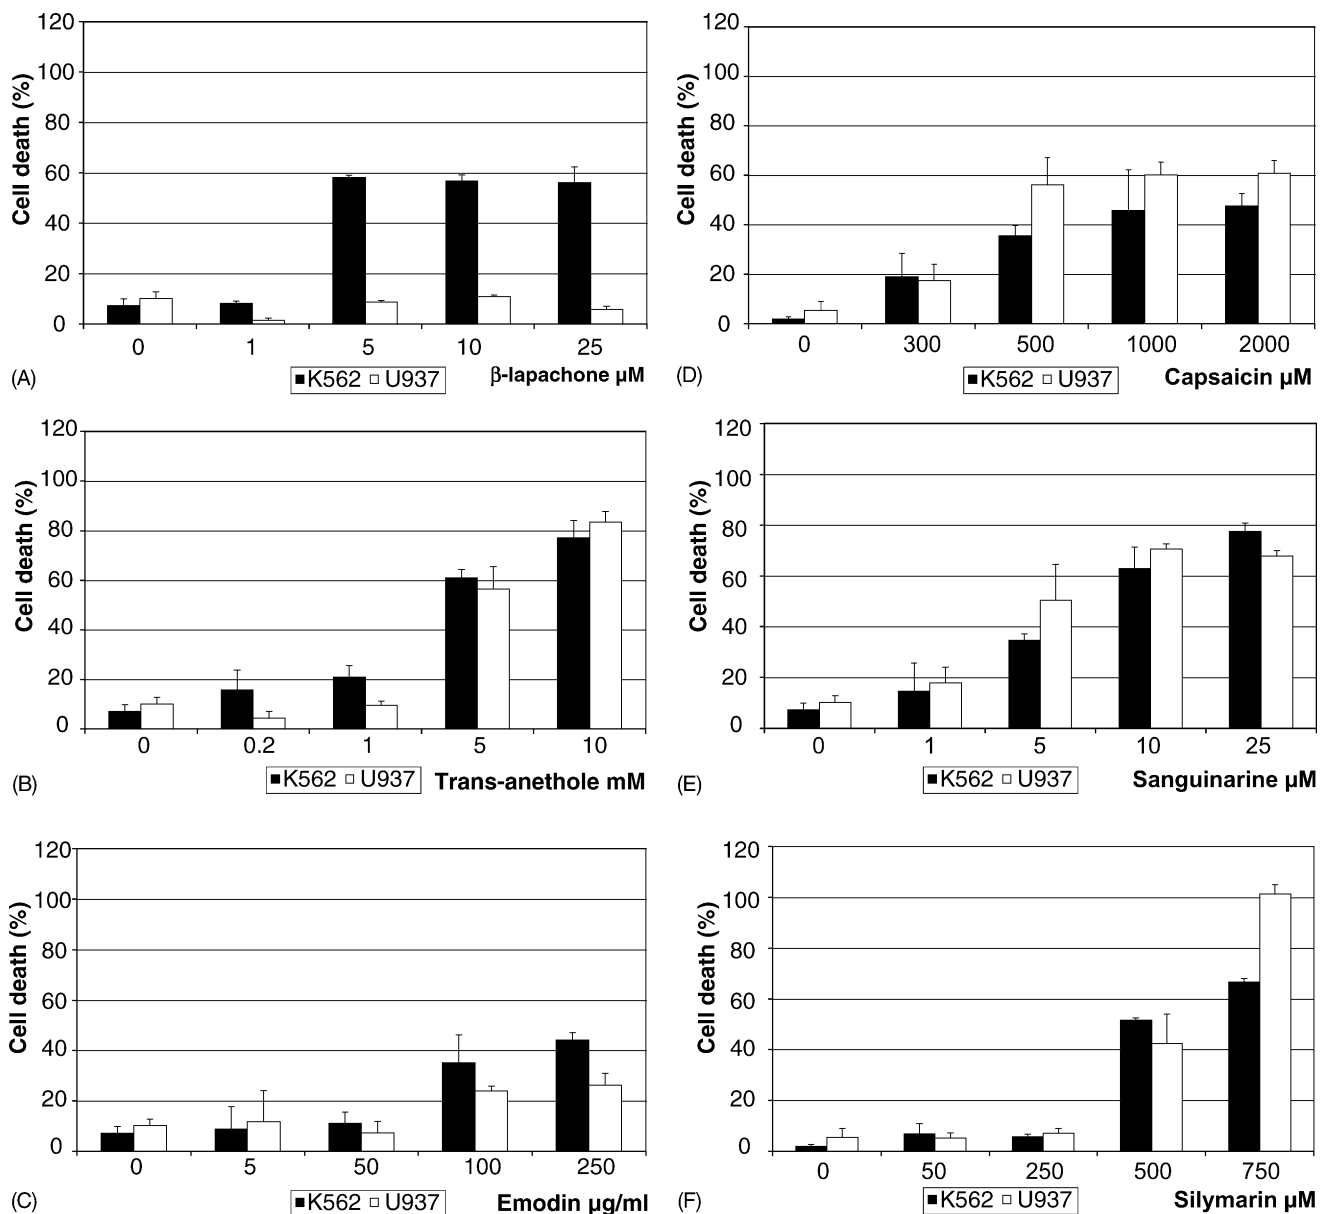 Cell death (%)
120
100
80
60
40
20
0
0 1 5 10 25
(A)
K562 U937
β-lapachone µM
Cell death (%)
120
100
80
60
40
20
0
0 300 500 1000 2000
(D)
K562 U937
Capsaicin µM
Cell death (%)
120
100
80
60
40
20
0
0 0.2 1 5 10
(B)
K562 U937
Trans-anethole mM
Cell death (%)
120
100
80
60
40
20
0
0 1 5 10 25
(E)
K562 U937
Sanguinarine µM
Cell death (%)
120
100
80
60
40
20
0
0 5 50 100 250
(C)
K562 U937
Emodin µg/ml
Cell death (%)
120
100
80
60
40
20
0
0 50 250 500 750
(F)
K562 U937
Silymarin µM